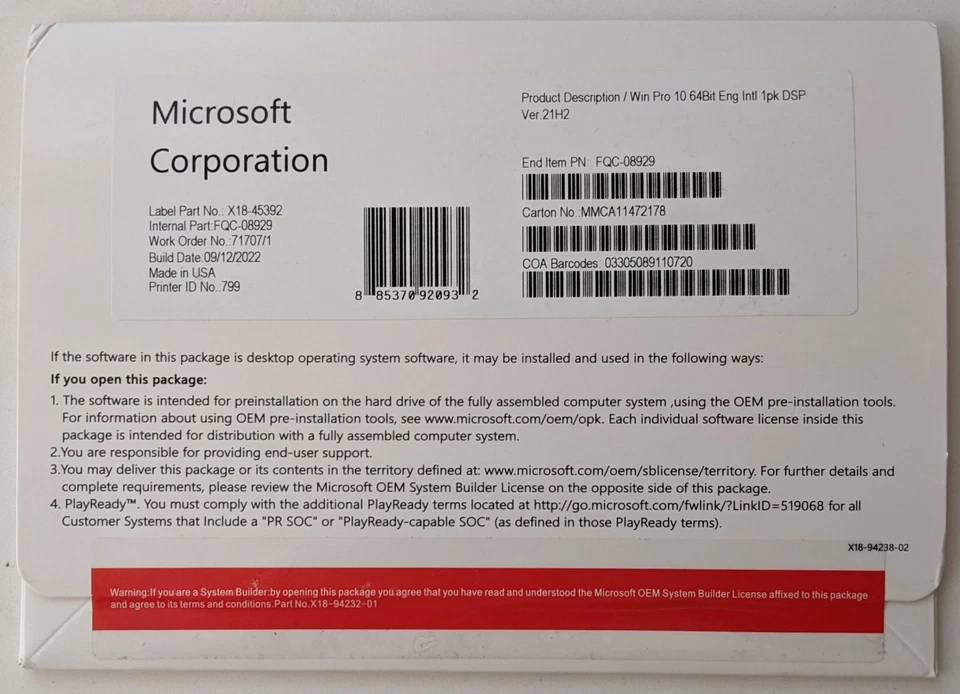 Microsoft
Corporation
Label Part No.: X18-45392
Internal Part:FQC-08929
Work Order No.:71707/1
Build Date:09/12/2022
Made in USA
Printer ID No.:799
8 85370 92093 2
Product Description / Win Pro 10 64Bit Eng Intl 1pk DSP
Ver.21H2
End Item PN: FQC-08929
Carton No.:MMCA11472178
COA Barcodes: 03305089110720
If the software in this package is desktop operating system software, it may be installed and used in the following ways:
If you open this package:
1. The software is intended for preinstallation on the hard drive of the fully assembled computer system ,using the OEM pre-installation tools.
For information about using OEM pre-installation tools, see www.microsoft.com/oem/opk. Each individual software license inside this
package is intended for distribution with a fully assembled computer system.
2.You are responsible for providing end-user support.
3.You may deliver this package or its contents in the territory defined at: www.microsoft.com/oem/sblicense/territory. For further details and
complete requirements, please review the Microsoft OEM System Builder License on the opposite side of this package.
4. PlayReady™. You must comply with the additional PlayReady terms located at http://go.microsoft.com/fwlink/?LinkID=519068 for all
Customer Systems that Include a "PR SOC" or "PlayReady-capable SOC" (as defined in those PlayReady terms).
X18-94238-02
Warning:If you are a System Builder:by opening this package you agree that you have read and understood the Microsoft OEM System Builder License affixed to this package
and agree to its terms and conditions.Part No.X18-94232-01